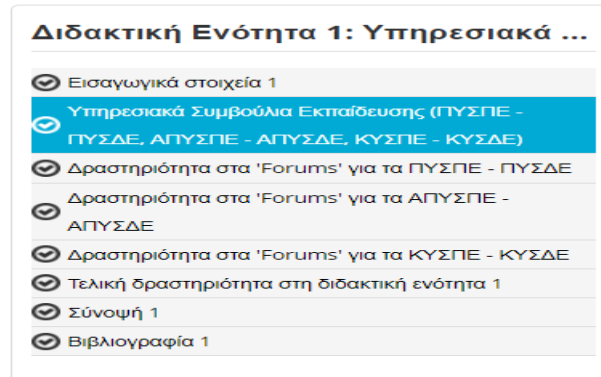 Διδακτική Ενότητα 1: Υπηρεσιακά ...
Εισαγωγικά στοιχεία 1
Υπηρεσιακά Συμβούλια Εκπαίδευσης (ΠΥΣΠΕ -
ΠΥΣΔΕ, ΑΠΥΣΠΕ - ΑΠΥΣΔΕ, ΚΥΣΠΕ - ΚΥΣΔΕ)
Δραστηριότητα στα 'Forums' για τα ΠΥΣΠΕ - ΠΥΣΔΕ
Δραστηριότητα στα 'Forums' για τα ΑΠΥΣΠΕ -
ΑΠΥΣΔΕ
Δραστηριότητα στα 'Forums' για τα ΚΥΣΠΕ - ΚΥΣΔΕ
Τελική δραστηριότητα στη διδακτική ενότητα 1
Σύνοψή 1
Βιβλιογραφία 1